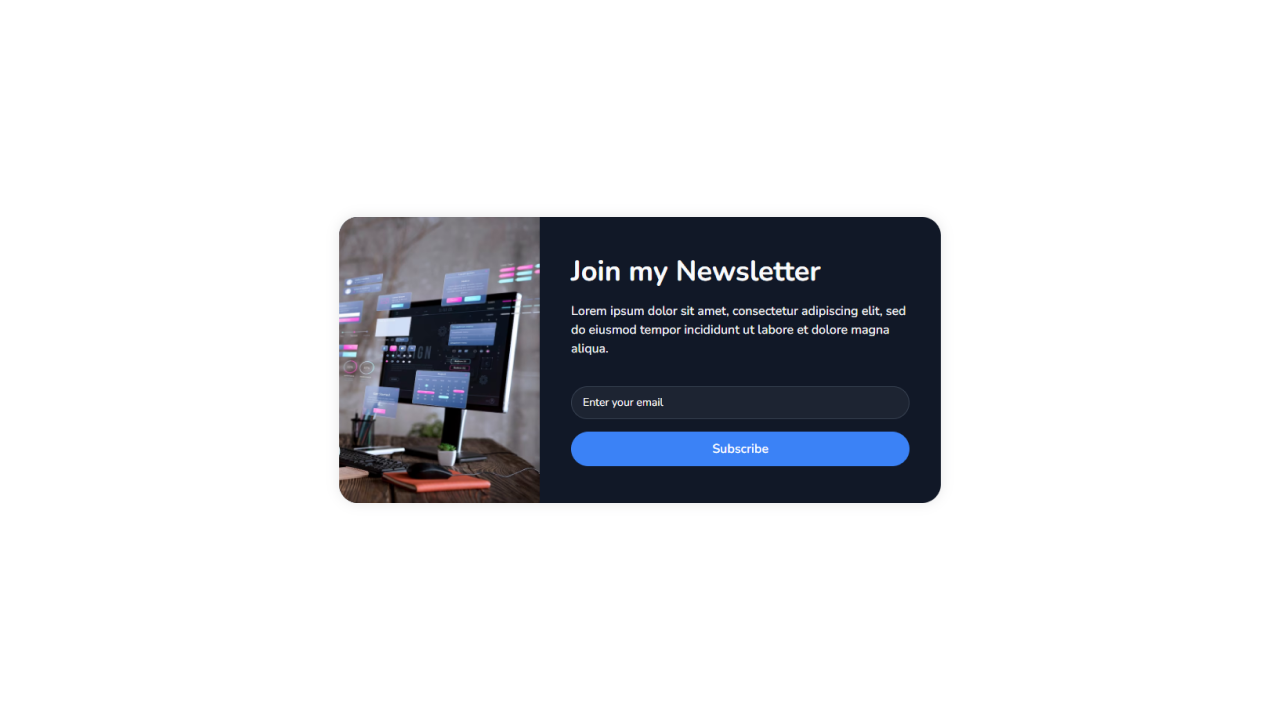 Join my Newsletter
Lorem ipsum dolor sit amet, consectetur adipiscing elit, sed
do eiusmod tempor incididunt ut labore et dolore magna
aliqua.
Enter your email
Subscribe